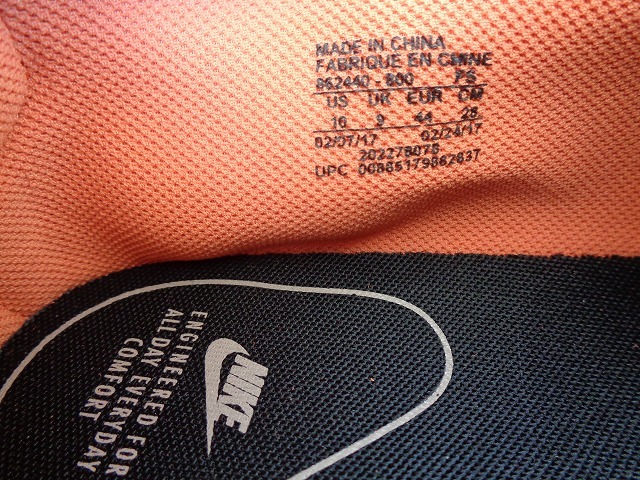 MADE IN CHINA
FABRIQUE EN CHINE
862440 - 800 PS
US UK EUR CM
10 9 44 28
02/07/17 02/24/17
202278078
UPC
NIKE
ENGINEERED FOR
ALL DAY EVERYDAY
COMFORT